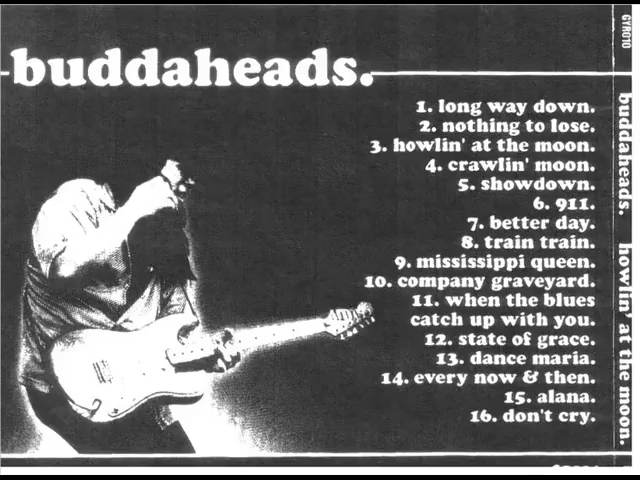 buddaheads.
1. long way down.
2. nothing to lose.
3. howlin' at the moon.
4. crawlin' moon.
5. showdown.
6. 911.
7. better day.
8. train train.
9. mississippi queen.
10. company graveyard.
11. when the blues
catch up with you.
12. state of grace.
13. dance maria.
14. every now & then.
15. alana.
16. don't cry.
GYR010
buddaheads. howlin' at the moon.